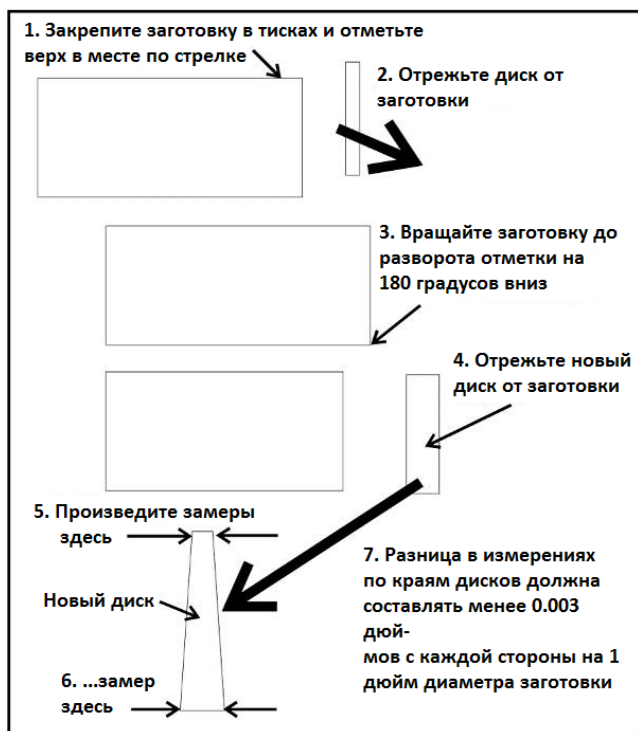 1. Закрепите заготовку в тисках и отметьте
верх в месте по стрелке
2. Отрежьте диск от
заготовки
3. Вращайте заготовку до
разворота отметки на
180 градусов вниз
4. Отрежьте новый
диск от заготовки
5. Произведите замеры
здесь
Новый диск
6. ...замер
здесь
7. Разница в измерениях
по краям дисков должна
составлять менее 0.003
дюй-
мов с каждой стороны на 1
дюйм диаметра заготовки